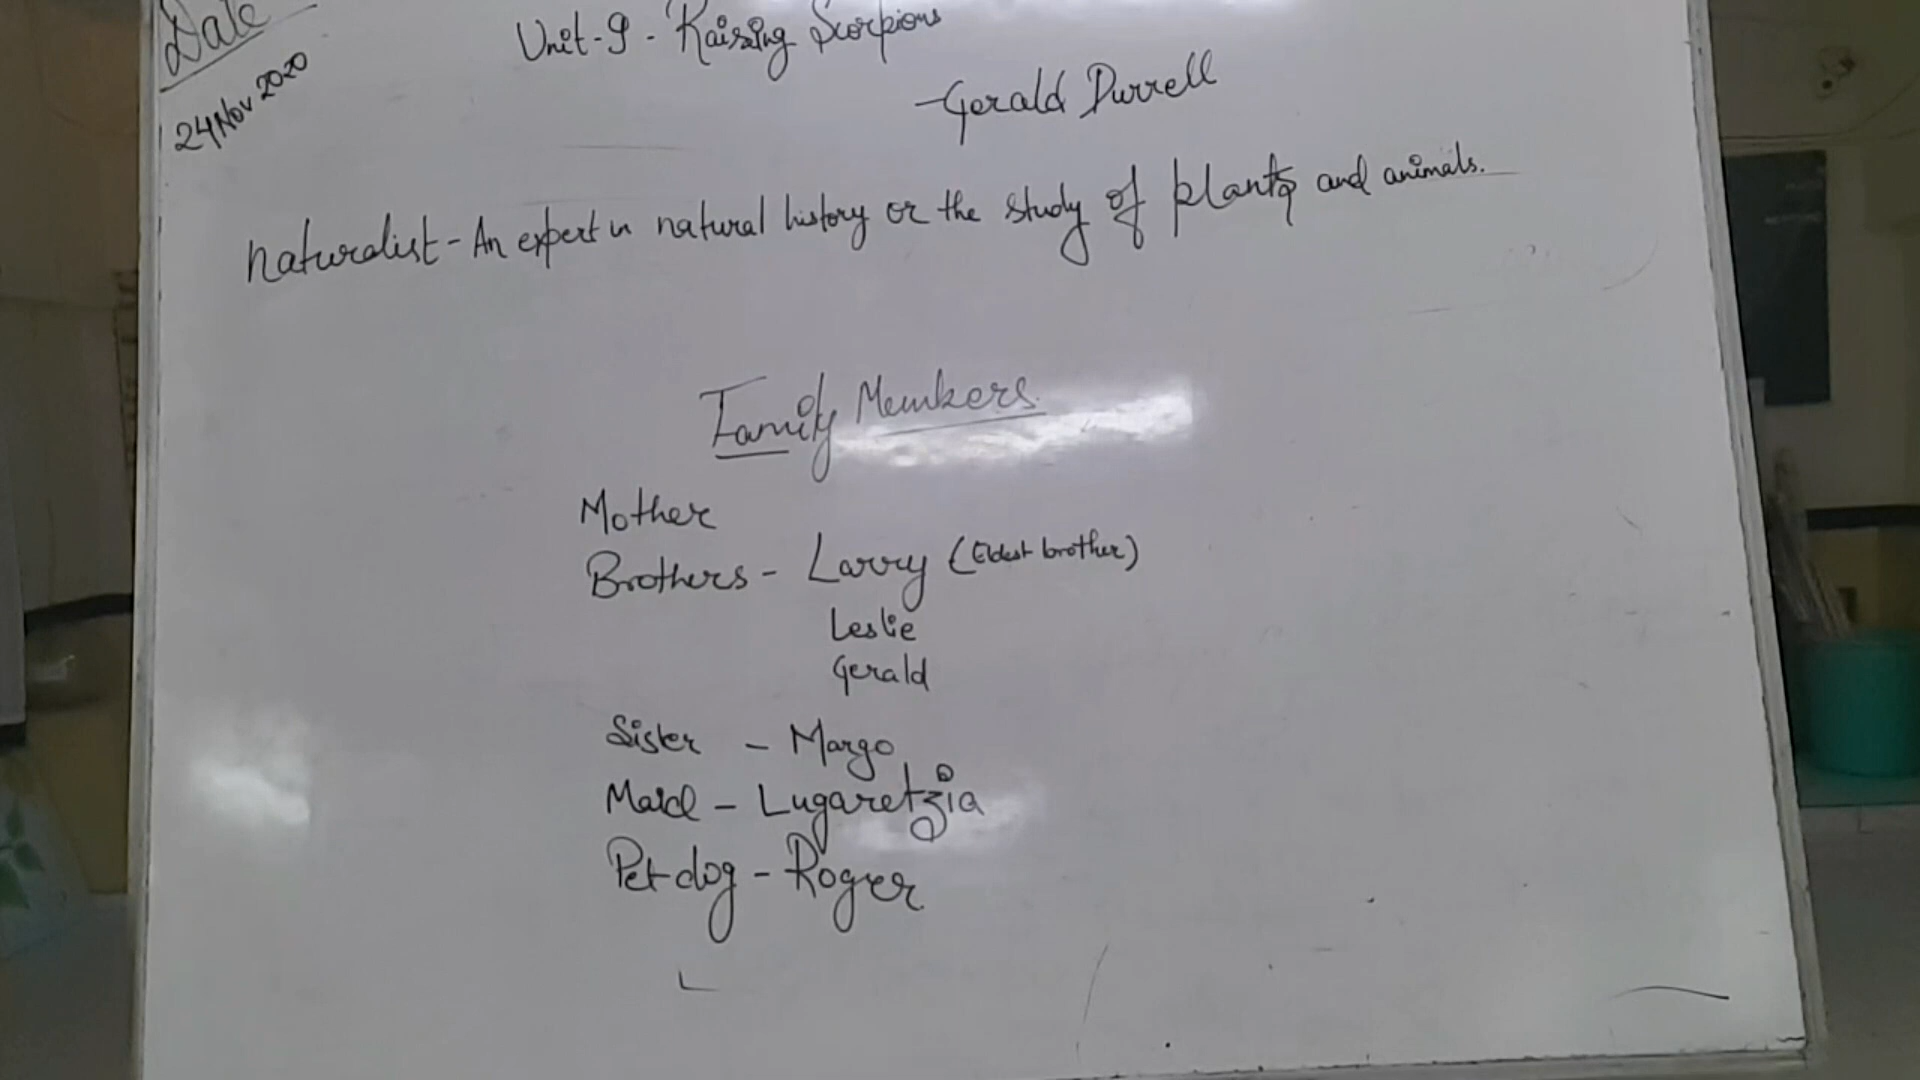 Date
24 Nov 2020
Unit-9 - Raising Scorpions
- Gerald Durrell
Naturalist - An expert in natural history or the study of plants and animals.
Family Members
Mother
Brothers - Larry (Eldest brother)
Leslie
Gerald
Sister - Margo
Maid - Lugaretzia
Pet dog - Roger